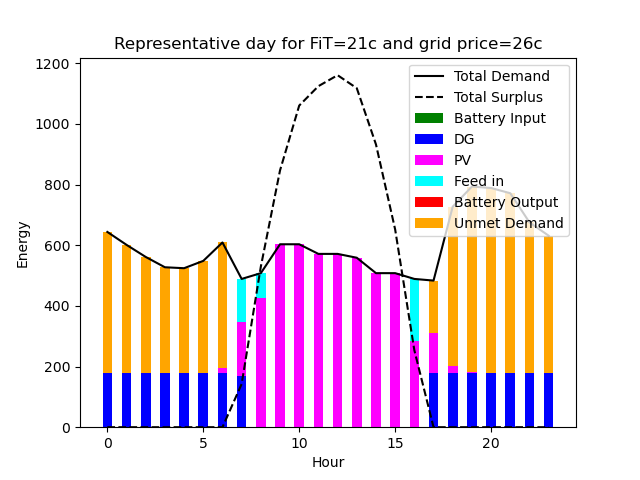 Representative day for FiT=21c and grid price=26c
1200
1000
800
600
400
200
0
Energy
0
5
10
15
20
Hour
Total Demand
Total Surplus
Battery Input
DG
PV
Feed in
Battery Output
Unmet Demand